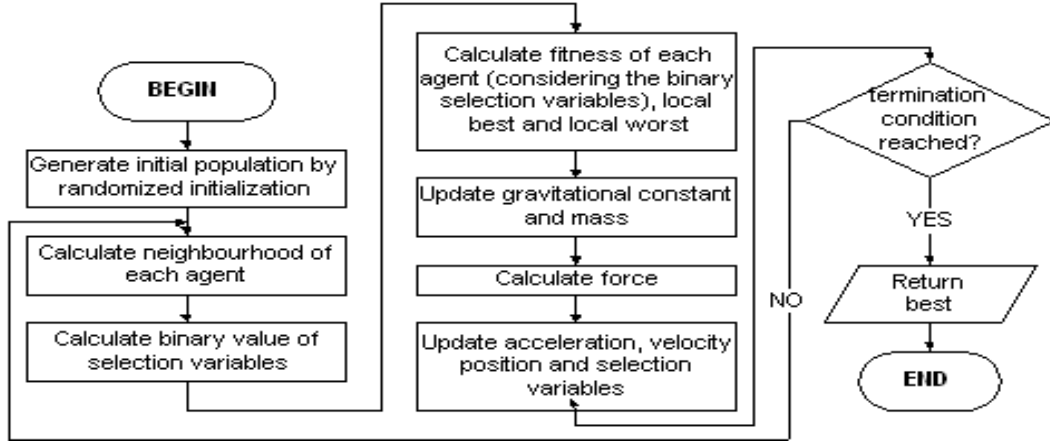 BEGIN
Generate initial population by
randomized initialization
Calculate neighbourhood of
each agent
Calculate binary value of
selection variables
Calculate fitness of each
agent (considering the binary
selection variables), local
best and local worst
Update gravitational constant
and mass
Calculate force
Update acceleration, velocity
position and selection
variables
termination
condition
reached?
YES
NO
Return
best
END